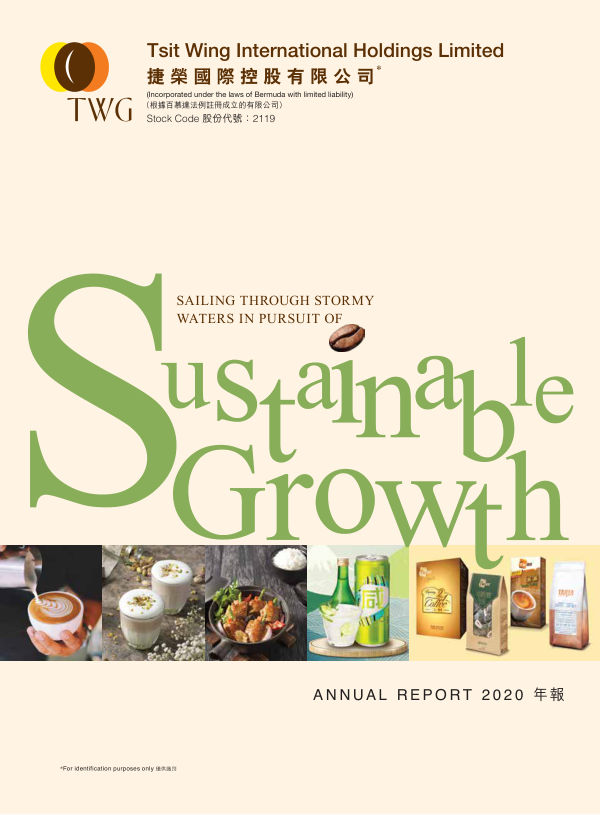 TWG
Tsit Wing International Holdings Limited
捷榮國際控股有限公司*
(Incorporated under the laws of Bermuda with limited liability)
(根據百慕達法例註冊成立的有限公司)
Stock Code 股份代號：2119
SAILING THROUGH STORMY
WATERS IN PURSUIT OF
Sustainable
Growth
Coffee
ANNUAL REPORT 2020 年報
*For identification purposes only 僅供識別